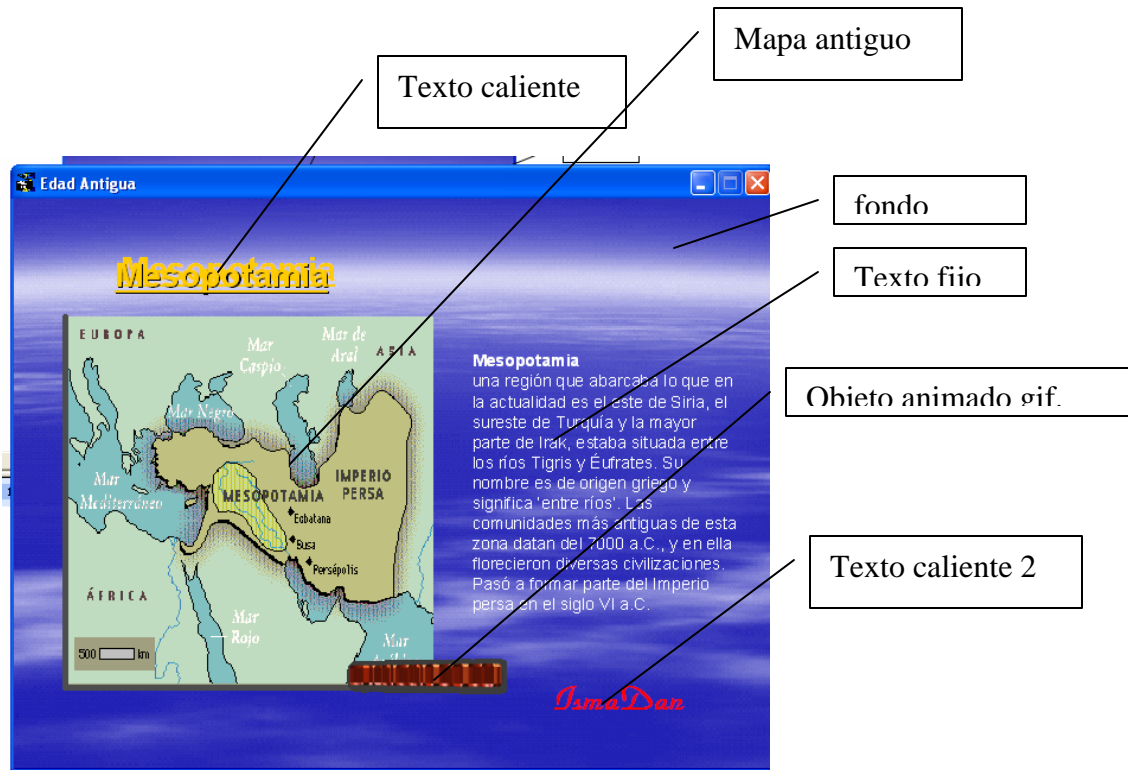 Mapa antiguo
Texto caliente
Edad Antigua
fondo
Mesopotamia
Texto fijo
EUROPA
Mar de
Aral
ASIA
Mar
Caspio
Mesopotamia
una región que abarcaba lo que en
la actualidad es el este de Siria, el
sureste de Turquía y la mayor
parte de Irak, estaba situada entre
los ríos Tigris y Éufrates. Su
nombre es de origen griego y
significa 'entre ríos'. Las
comunidades más antiguas de esta
zona datan del 7000 a.C., y en ella
florecieron diversas civilizaciones.
Pasó a formar parte del Imperio
persa en el siglo VI a.C.
Objeto animado gif.
Mar Negro
IMPERIO
PERSA
Mar
Mediterráneo
MESOPOTAMIA
Ecbatana
Susa
Persépolis
Texto caliente 2
ÁFRICA
Mar
Rojo
Mar
500 km
IsmaDan